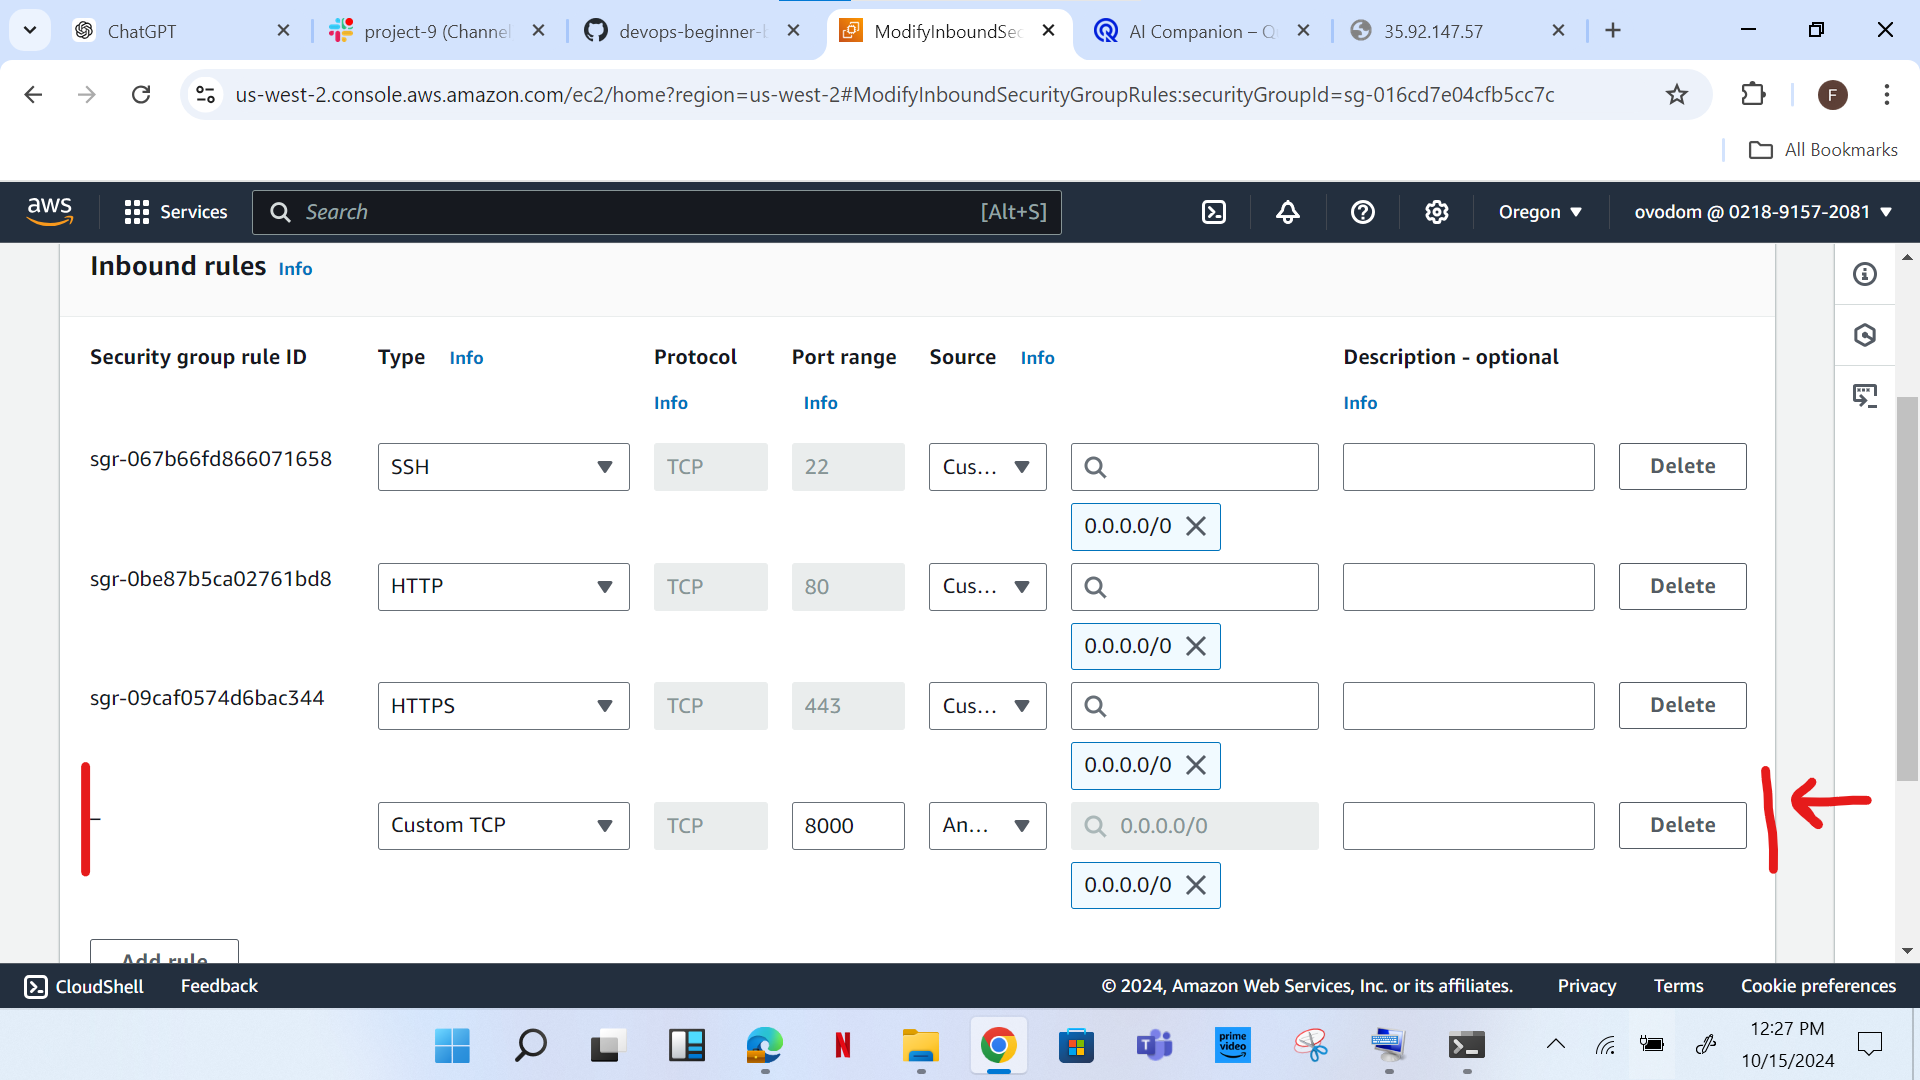 ChatGPT
project-9 (Channel
devops-beginner-b
ModifyInboundSec
AI Companion – Q
35.92.147.57
us-west-2.console.aws.amazon.com/ec2/home?region=us-west-2#ModifyInboundSecurityGroupRules:securityGroupId=sg-016cd7e04cfb5cc7c
F
All Bookmarks
aws
Services
Search
[Alt+S]
Oregon
ovodom @ 0218-9157-2081
Inbound rules Info
Security group rule ID
Type Info
Protocol
Info
Port range
Info
Source Info
Description - optional
Info
sgr-067b66fd866071658
SSH
TCP
22
Cus...
Delete
0.0.0.0/0
sgr-0be87b5ca02761bd8
HTTP
TCP
80
Cus...
Delete
0.0.0.0/0
sgr-09caf0574d6bac344
HTTPS
TCP
443
Cus...
Delete
0.0.0.0/0
–
Custom TCP
TCP
8000
An...
0.0.0.0/0
Delete
0.0.0.0/0
Add rule
CloudShell
Feedback
© 2024, Amazon Web Services, Inc. or its affiliates.
Privacy
Terms
Cookie preferences
N
prime
video
12:27 PM
10/15/2024